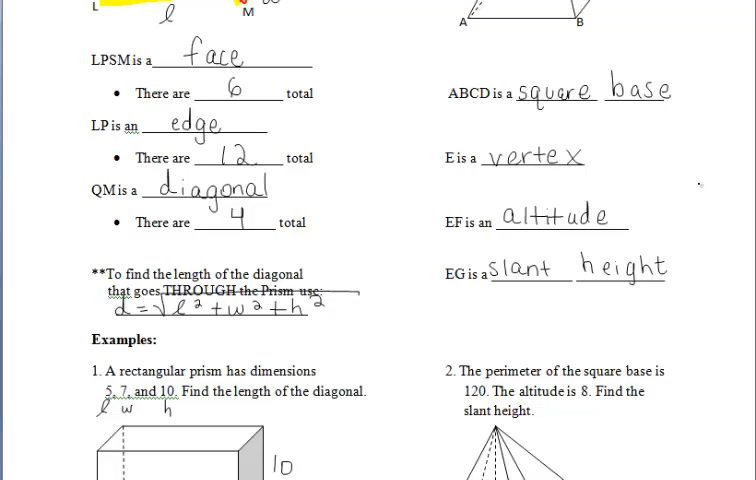 L
l
M
A
B
LPSM is a face
• There are 6 total
LP is an edge
• There are 12 total
QM is a diagonal
• There are 4 total
**To find the length of the diagonal
that goes THROUGH the Prism use:
d = √l² + w² + h²
ABCD is a square base
E is a vertex
EF is an altitude
EG is a slant height
Examples:
1. A rectangular prism has dimensions
5, 7, and 10. Find the length of the diagonal.
l w h
10
2. The perimeter of the square base is
120. The altitude is 8. Find the
slant height.